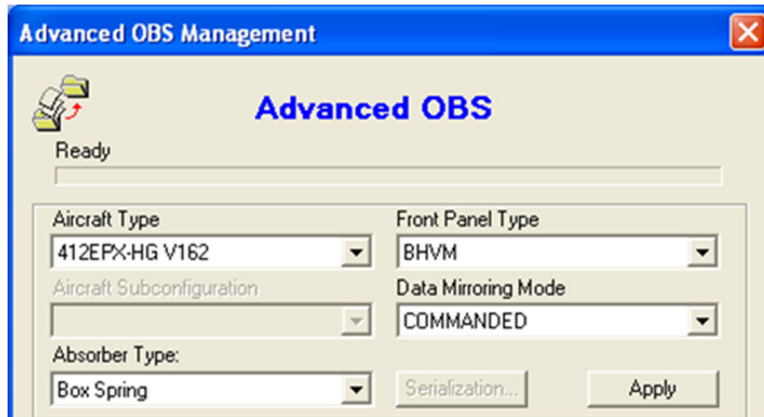 Advanced OBS Management
Advanced OBS
Ready
Aircraft Type
Front Panel Type
412EPX-HG V162
BHVM
Aircraft Subconfiguration
Data Mirroring Mode
COMMANDED
Absorber Type:
Box Spring
Serialization...
Apply